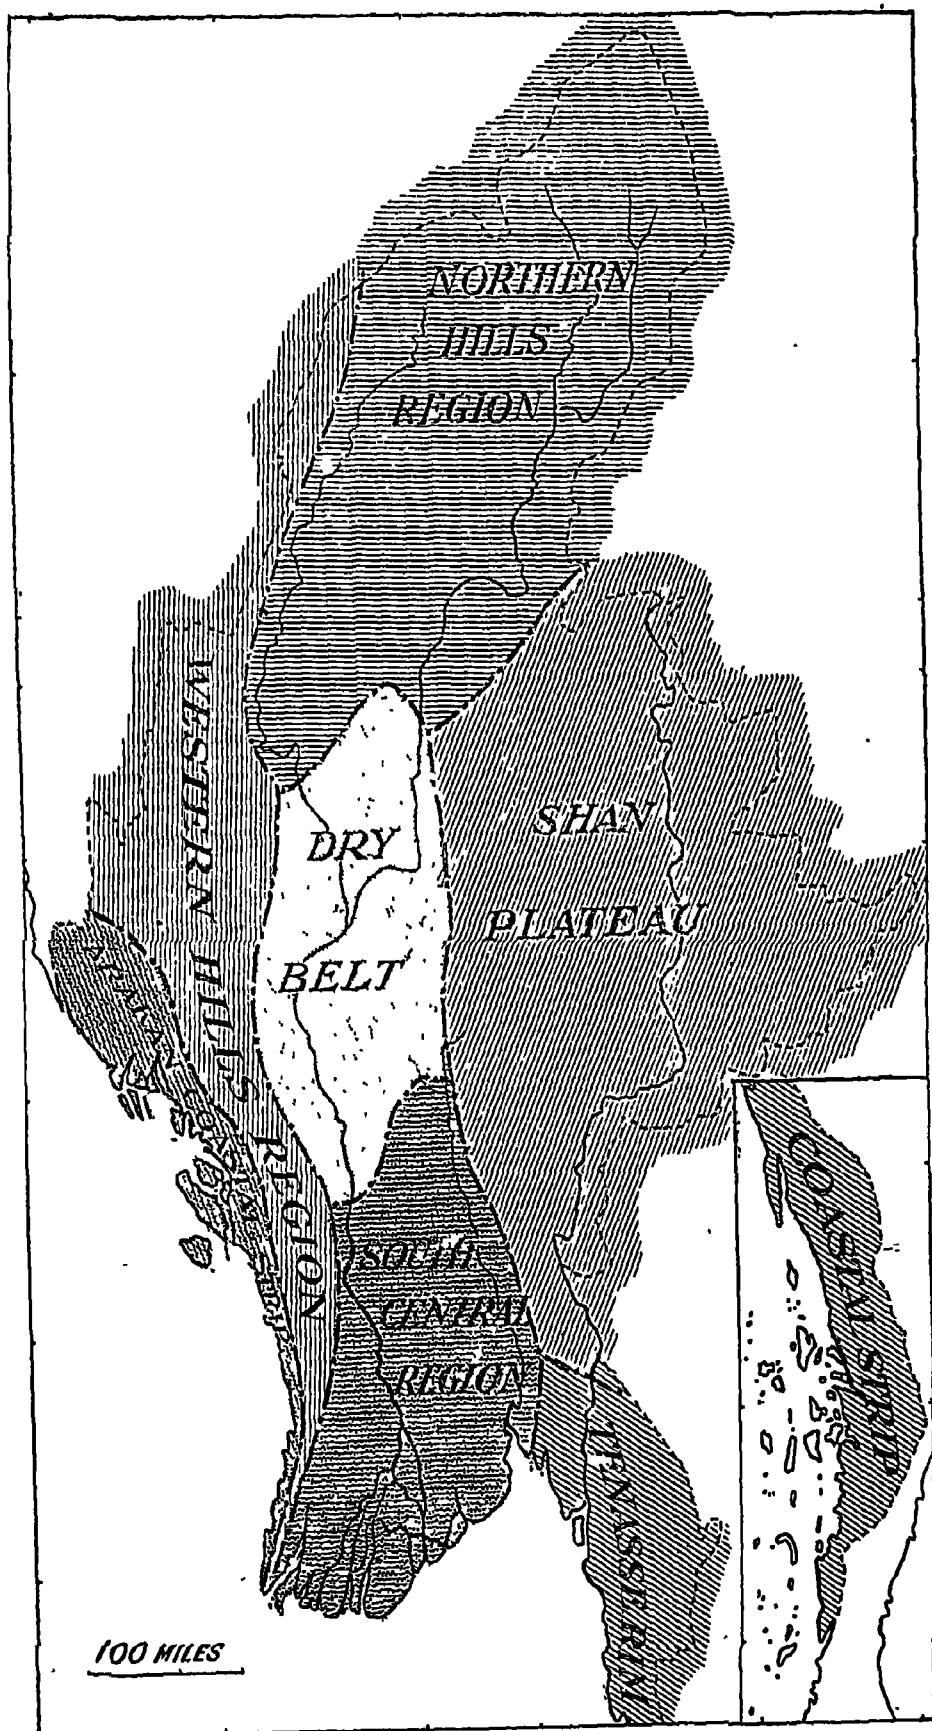 NORTHERN
HILLS
REGION
WESTERN HILLS REGION
DRY
BELT
SHAN
PLATEAU
ARAKAN COASTAL STRIP
SOUTH
CENTRAL
REGION
TENASSERIM
COASTAL STRIP
100 MILES